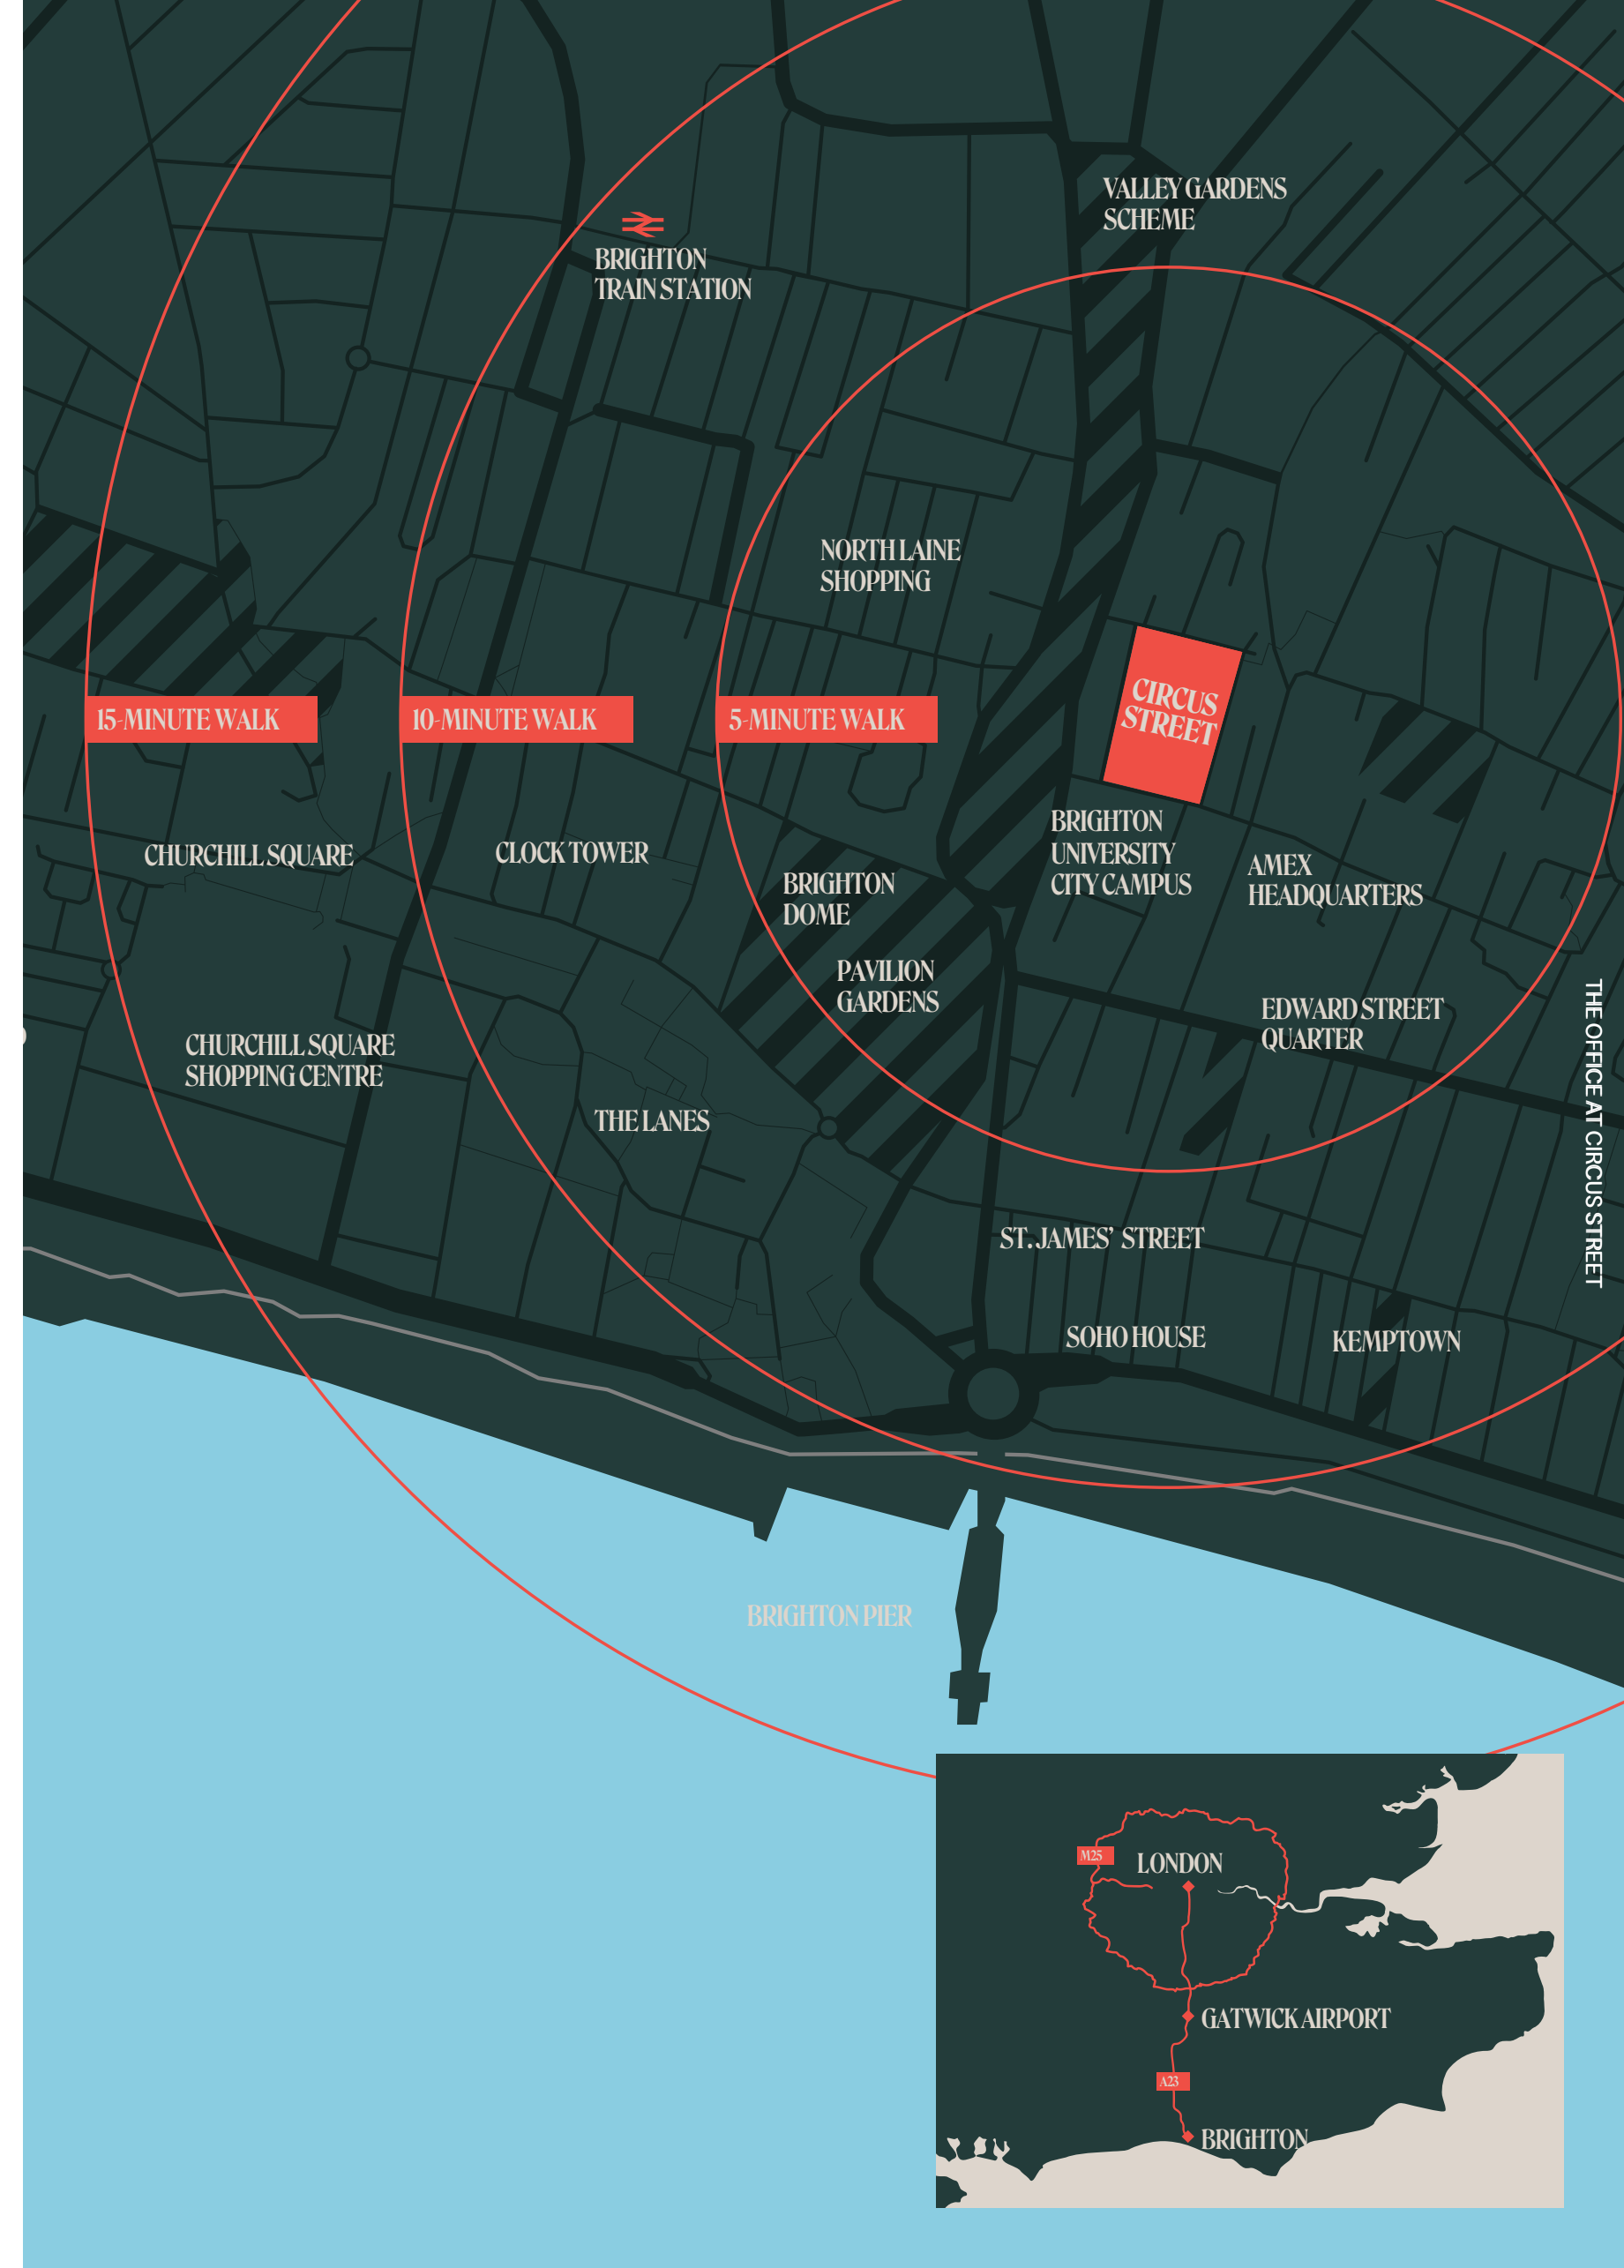 VALLEY GARDENS
SCHEME
BRIGHTON
TRAIN STATION
NORTH LAINE
SHOPPING
CIRCUS
STREET
15-MINUTE WALK
10-MINUTE WALK
5-MINUTE WALK
BRIGHTON
UNIVERSITY
CITY CAMPUS
CHURCHILL SQUARE
CLOCK TOWER
AMEX
HEADQUARTERS
BRIGHTON
DOME
PAVILION
GARDENS
EDWARD STREET
QUARTER
CHURCHILL SQUARE
SHOPPING CENTRE
THE LANES
THE OFFICE AT CIRCUS STREET
ST. JAMES' STREET
SOHO HOUSE
KEMPTOWN
BRIGHTON PIER
M25
LONDON
GATWICK AIRPORT
A23
BRIGHTON